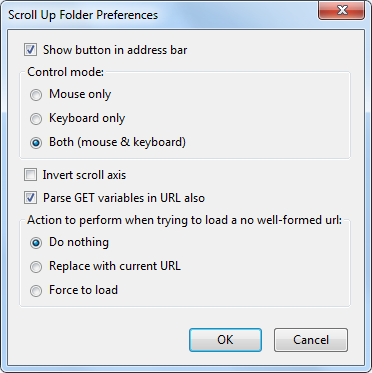 Scroll Up Folder Preferences
Show button in address bar
Control mode:
Mouse only
Keyboard only
Both (mouse & keyboard)
Invert scroll axis
Parse GET variables in URL also
Action to perform when trying to load a no well-formed url:
Do nothing
Replace with current URL
Force to load
OK Cancel